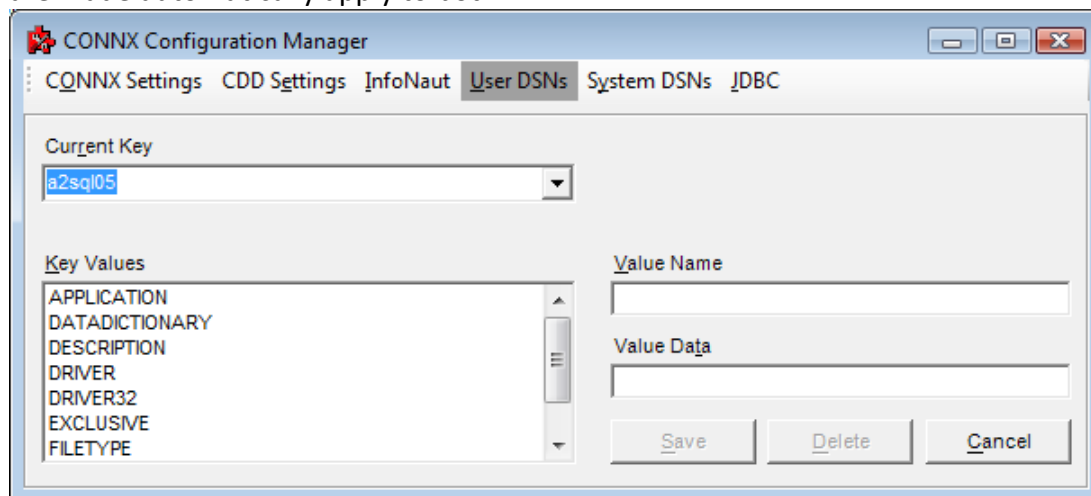 CONNX Configuration Manager
CONNX Settings CDD Settings InfoNaut User DSNs System DSNs JDBC
Current Key
a2sql05
Key Values
Value Name
APPLICATION
DATADICTIONARY
DESCRIPTION
DRIVER
DRIVER32
EXCLUSIVE
FILETYPE
Value Data
Save Delete Cancel